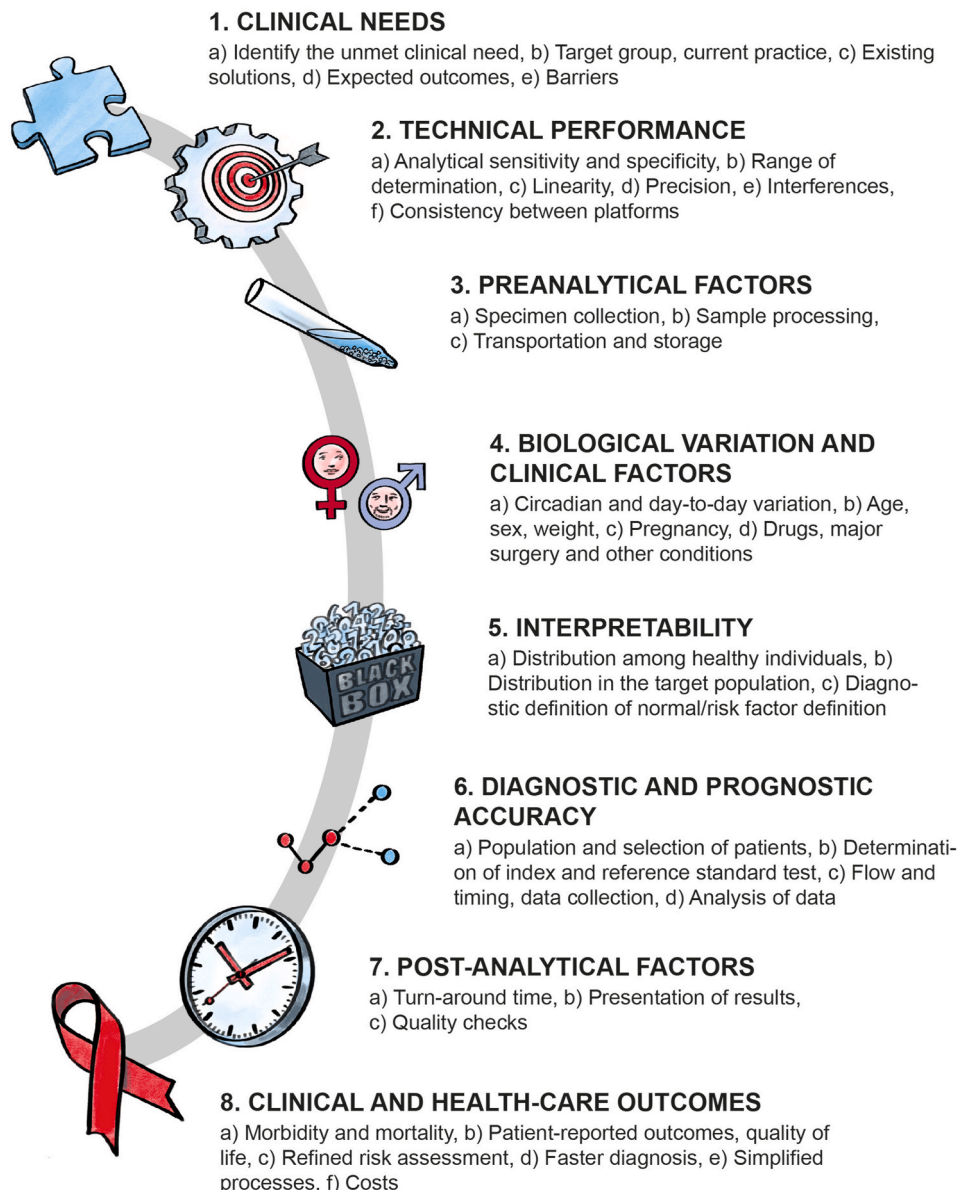 1. CLINICAL NEEDS
a) Identify the unmet clinical need, b) Target group, current practice, c) Existing
solutions, d) Expected outcomes, e) Barriers
2. TECHNICAL PERFORMANCE
a) Analytical sensitivity and specificity, b) Range of
determination, c) Linearity, d) Precision, e) Interferences,
f) Consistency between platforms
3. PREANALYTICAL FACTORS
a) Specimen collection, b) Sample processing,
c) Transportation and storage
4. BIOLOGICAL VARIATION AND
CLINICAL FACTORS
a) Circadian and day-to-day variation, b) Age,
sex, weight, c) Pregnancy, d) Drugs, major
surgery and other conditions
5. INTERPRETABILITY
a) Distribution among healthy individuals, b)
Distribution in the target population, c) Diagno-
stic definition of normal/risk factor definition
BLACK
BOX
6. DIAGNOSTIC AND PROGNOSTIC
ACCURACY
a) Population and selection of patients, b) Determinati-
on of index and reference standard test, c) Flow and
timing, data collection, d) Analysis of data
7. POST-ANALYTICAL FACTORS
a) Turn-around time, b) Presentation of results,
c) Quality checks
8. CLINICAL AND HEALTH-CARE OUTCOMES
a) Morbidity and mortality, b) Patient-reported outcomes, quality of
life, c) Refined risk assessment, d) Faster diagnosis, e) Simplified
processes, f) Costs